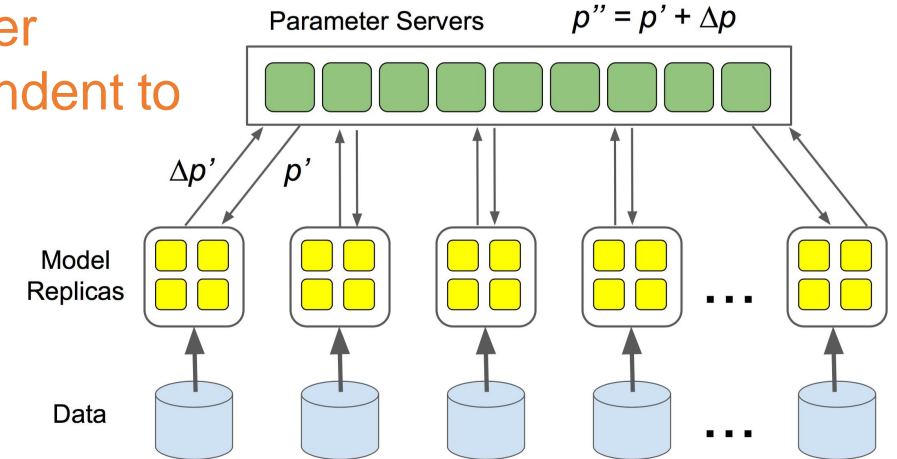 er
ndent to
Parameter Servers
p’’ = p’ + Δp
Δp’
p’
Model
Replicas
...
Data
...